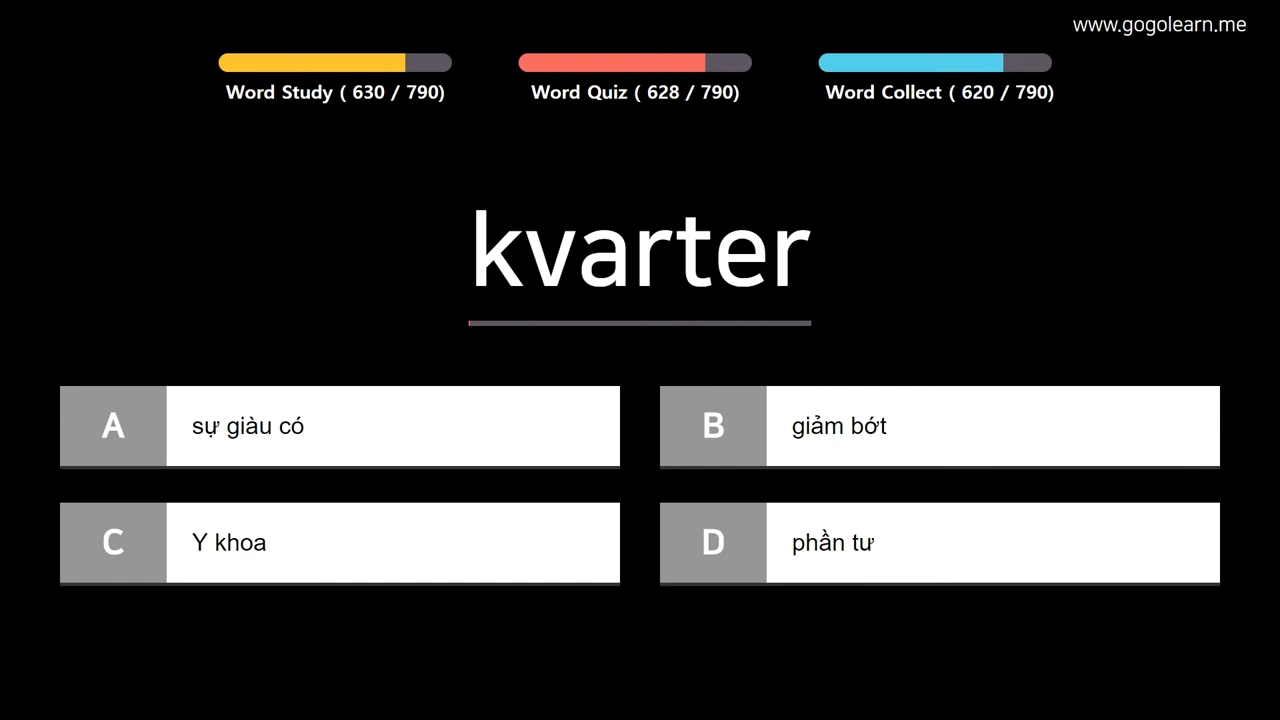 www.gogolearn.me
Word Study ( 630 / 790)
Word Quiz ( 628 / 790)
Word Collect ( 620 / 790)
kvarter
A sự giàu có
B giảm bớt
C Y khoa
D phần tư